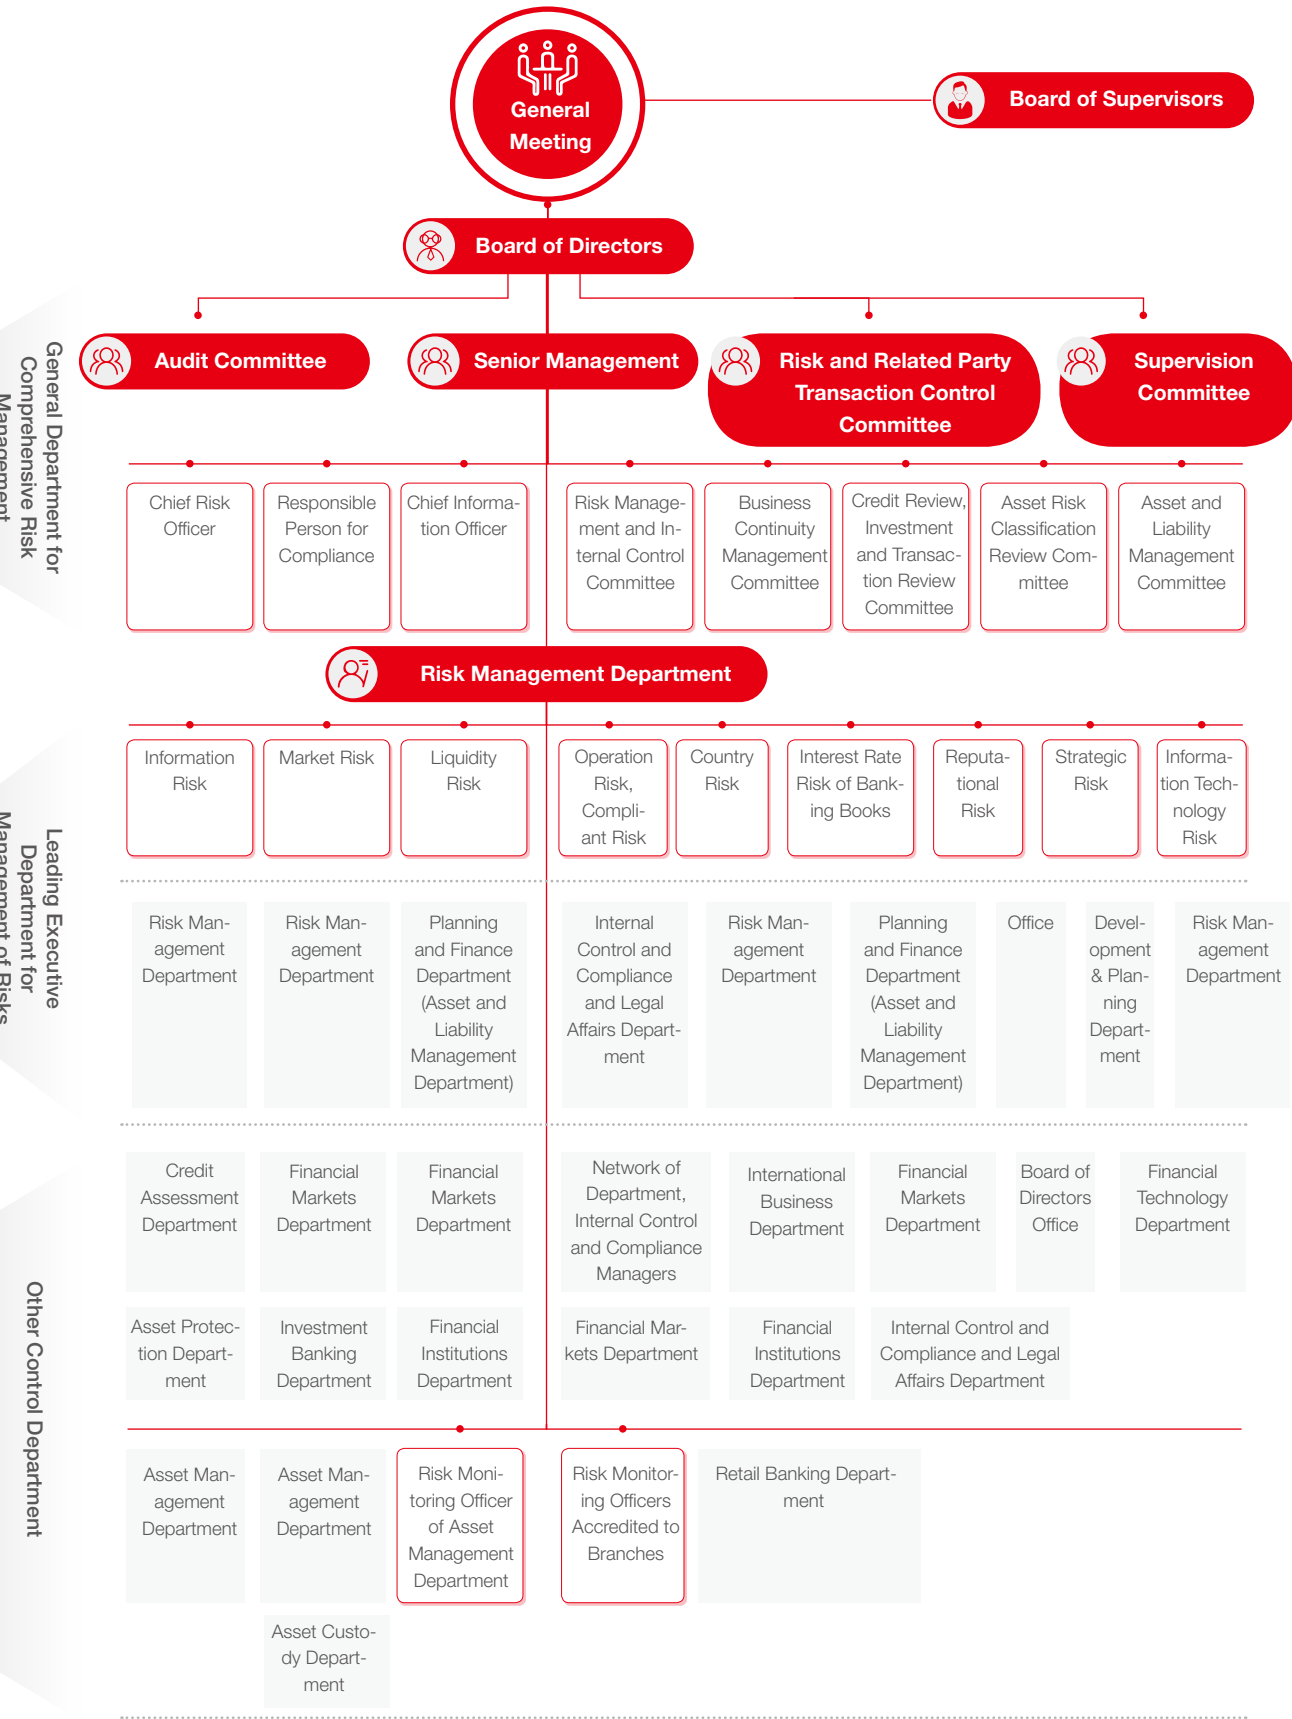 General
Meeting
Board of Supervisors
Board of Directors
General Department for
Comprehensive Risk
Management
Audit Committee
Senior Management
Risk and Related Party
Transaction Control
Committee
Supervision
Committee
Chief Risk
Officer
Responsible
Person for
Compliance
Chief Informa-
tion Officer
Risk Manage-
ment and In-
ternal Control
Committee
Business
Continuity
Management
Committee
Credit Review,
Investment
and Transac-
tion Review
Committee
Asset Risk
Classification
Review Com-
mittee
Asset and
Liability
Management
Committee
Risk Management Department
Leading Executive
Department for
Management of Risks
Information
Risk
Market Risk
Liquidity
Risk
Operation
Risk,
Compli-
ant Risk
Country
Risk
Interest Rate
Risk of Bank-
ing Books
Reputa-
tional
Risk
Strategic
Risk
Informa-
tion Tech-
nology
Risk
Risk Man-
agement
Department
Risk Man-
agement
Department
Planning
and Finance
Department
(Asset and
Liability
Management
Department)
Internal
Control and
Compliance
and Legal
Affairs Depart-
ment
Risk Man-
agement
Department
Planning
and Finance
Department
(Asset and
Liability
Management
Department)
Office
Devel-
opment
& Plan-
ning
Depart-
ment
Risk Man-
agement
Department
Other Control Department
Credit
Assessment
Department
Financial
Markets
Department
Financial
Markets
Department
Network of
Department,
Internal Control
and Compliance
Managers
International
Business
Department
Financial
Markets
Department
Board of
Directors
Office
Financial
Technology
Department
Asset Protec-
tion Depart-
ment
Investment
Banking
Department
Financial
Institutions
Department
Financial Mar-
kets Department
Financial
Institutions
Department
Internal Control and
Compliance and Legal
Affairs Department
Asset Man-
agement
Department
Asset Man-
agement
Department
Risk Moni-
toring Officer
of Asset
Management
Department
Risk Monitor-
ing Officers
Accredited to
Branches
Retail Banking Depart-
ment
Asset Custo-
dy Depart-
ment